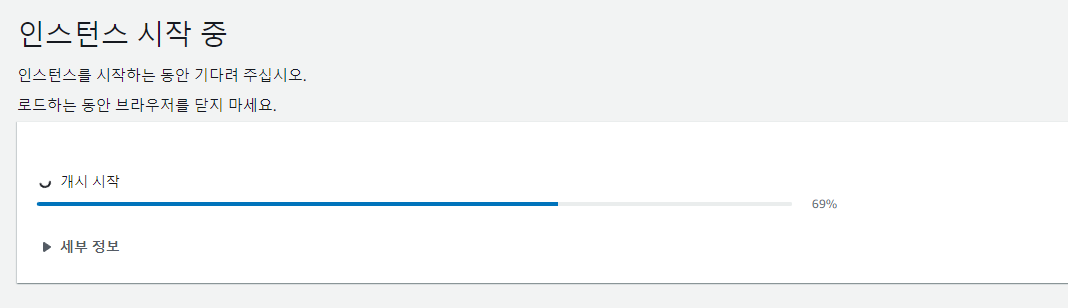 인스턴스 시작 중
인스턴스를 시작하는 동안 기다려 주십시오.
로드하는 동안 브라우저를 닫지 마세요.
개시 시작
69%
세부 정보